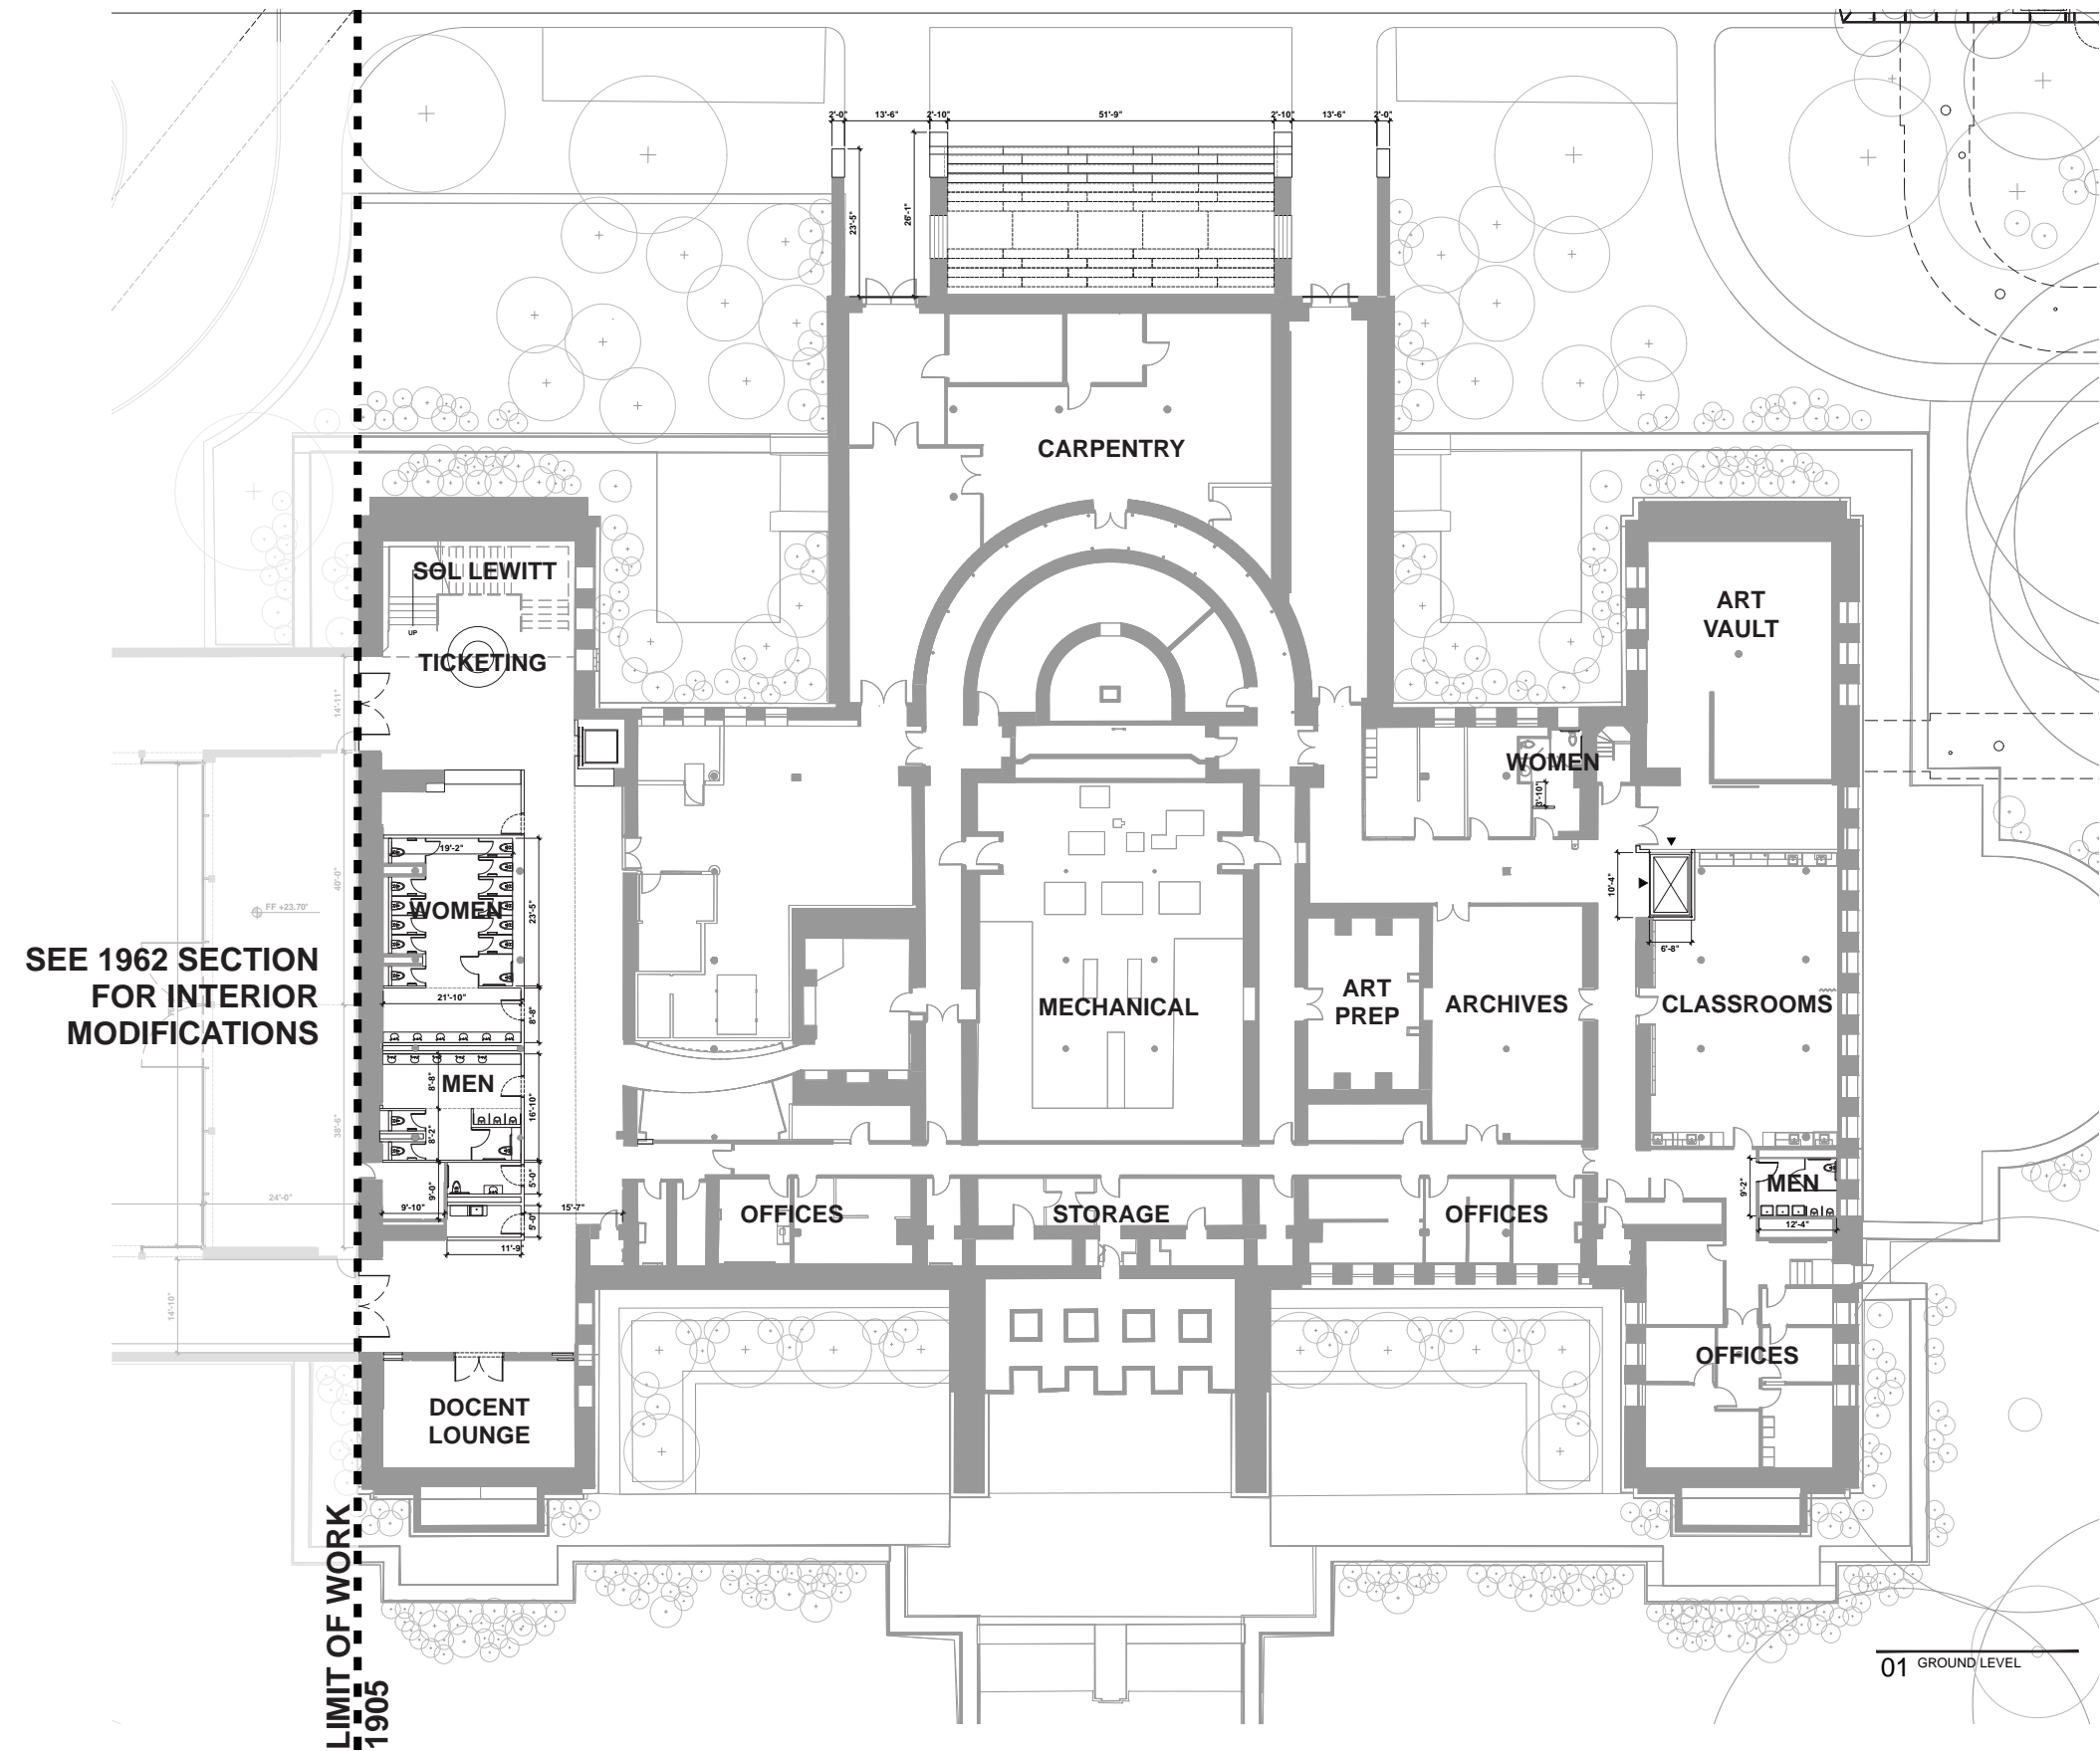 2'-0"
13'-6"
2'-10"
51'-9"
2'-10"
13'-6"
2'-0"
23'-5"
26'-1"
CARPENTRY
SOL LEWITT
UP
TICKETING
ART
VAULT
14'-11"
WOMEN
3'-10"
19'-2"
40'-0"
10'-4"
FF +23.70'
WOMEN
23'-5"
6'-8"
SEE 1962 SECTION
FOR INTERIOR
MODIFICATIONS
21'-10"
8'-8"
MECHANICAL
ART
PREP
ARCHIVES
CLASSROOMS
MEN
8'-8"
16'-10"
8'-2"
38'-6"
5'-0"
9'-0"
24'-0"
9'-10"
15'-7"
5'-0"
11'-9"
OFFICES
STORAGE
OFFICES
9'-2"
MEN
12'-4"
14'-10"
OFFICES
DOCENT
LOUNGE
LIMIT OF WORK
1905
01 GROUND LEVEL